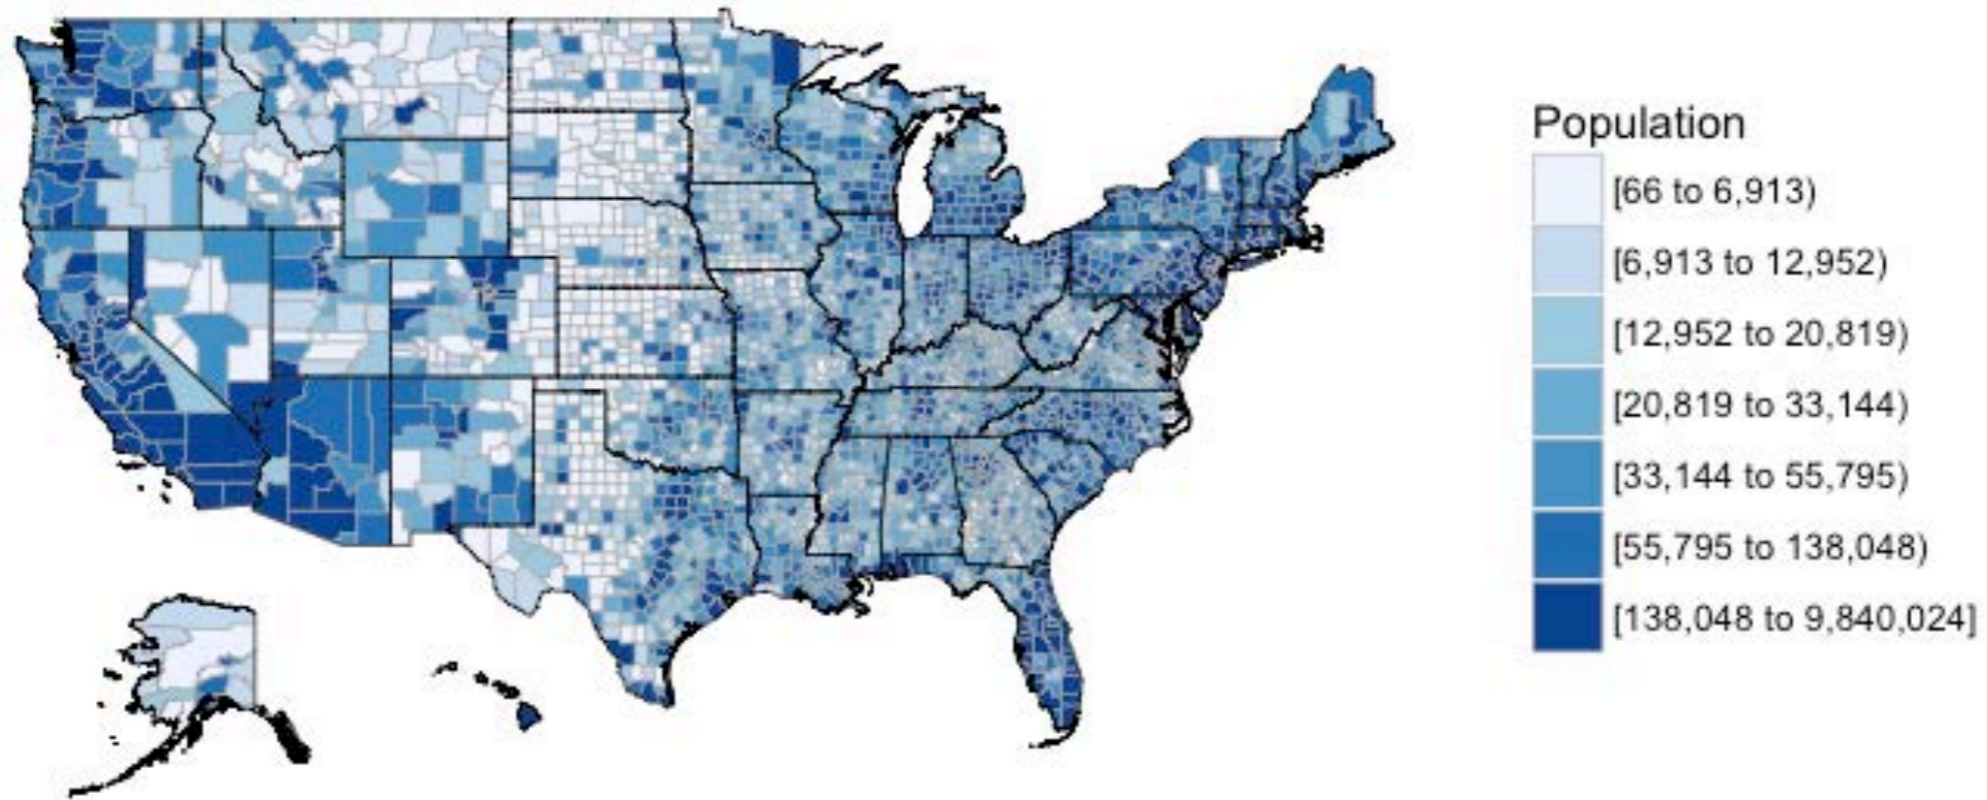 Population
[66 to 6,913)
[6,913 to 12,952)
[12,952 to 20,819)
[20,819 to 33,144)
[33,144 to 55,795)
[55,795 to 138,048)
[138,048 to 9,840,024]